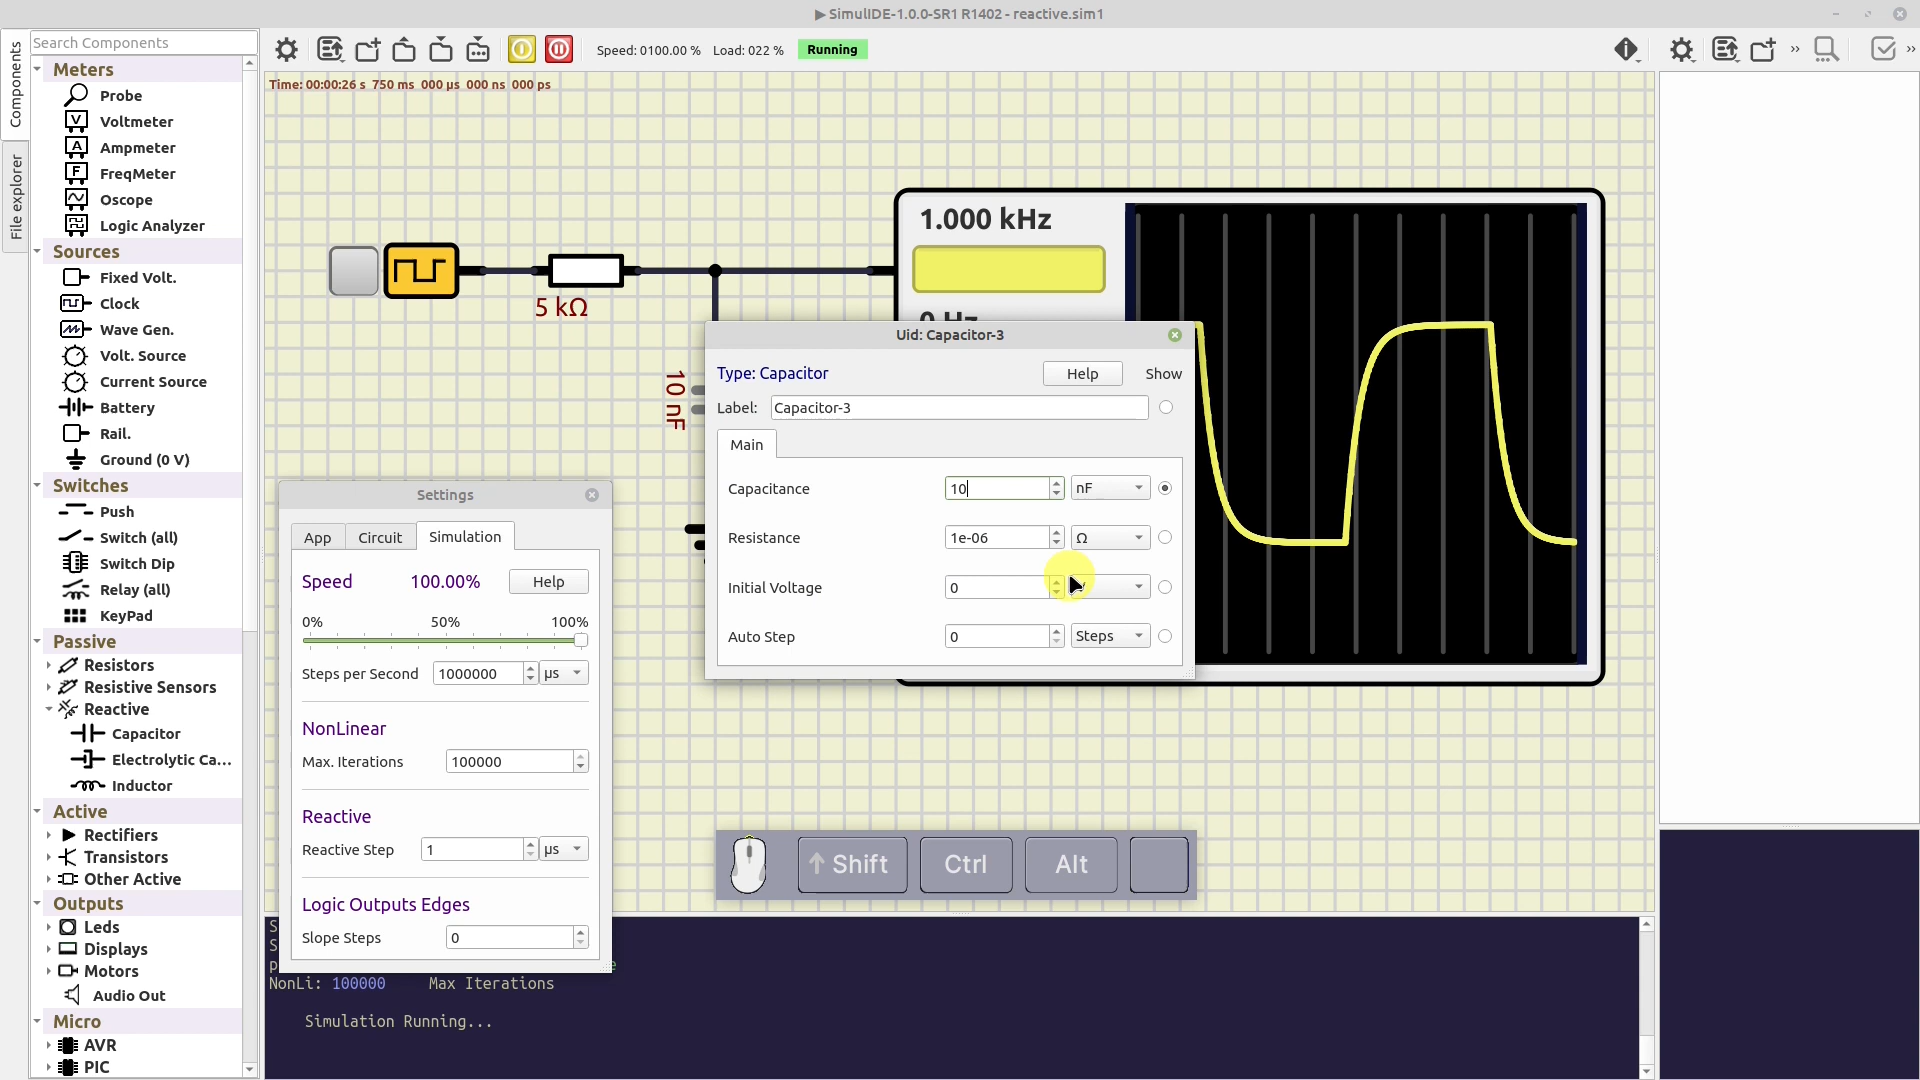 ▶ SimulIDE-1.0.0-SR1 R1402 - reactive.sim1
Components
File explorer
Search Components
Meters
Probe
Voltmeter
Ampmeter
FreqMeter
Oscope
Logic Analyzer
Sources
Fixed Volt.
Clock
Wave Gen.
Volt. Source
Current Source
Battery
Rail.
Ground (0 V)
Switches
Push
Switch (all)
Switch Dip
Relay (all)
KeyPad
Passive
Resistors
Resistive Sensors
Reactive
Capacitor
Electrolytic Ca...
Inductor
Active
Rectifiers
Transistors
Other Active
Outputs
Leds
Displays
Motors
Audio Out
Micro
AVR
PIC
Speed: 0100.00 % Load: 022 % Running
Time: 00:00:26 s 750 ms 000 µs 000 ns 000 ps
5 kΩ
10 nF
1.000 kHz
0 Hz
Uid: Capacitor-3
Type: Capacitor Help Show
Label: Capacitor-3
Main
Capacitance 10 nF
Resistance 1e-06 Ω
Initial Voltage 0
Auto Step 0 Steps
Settings
App Circuit Simulation
Speed 100.00% Help
0% 50% 100%
Steps per Second 1000000 µs
NonLinear
Max. Iterations 100000
Reactive
Reactive Step 1 µs
Logic Outputs Edges
Slope Steps 0
Shift Ctrl Alt
NonLi: 100000 Max Iterations
Simulation Running...